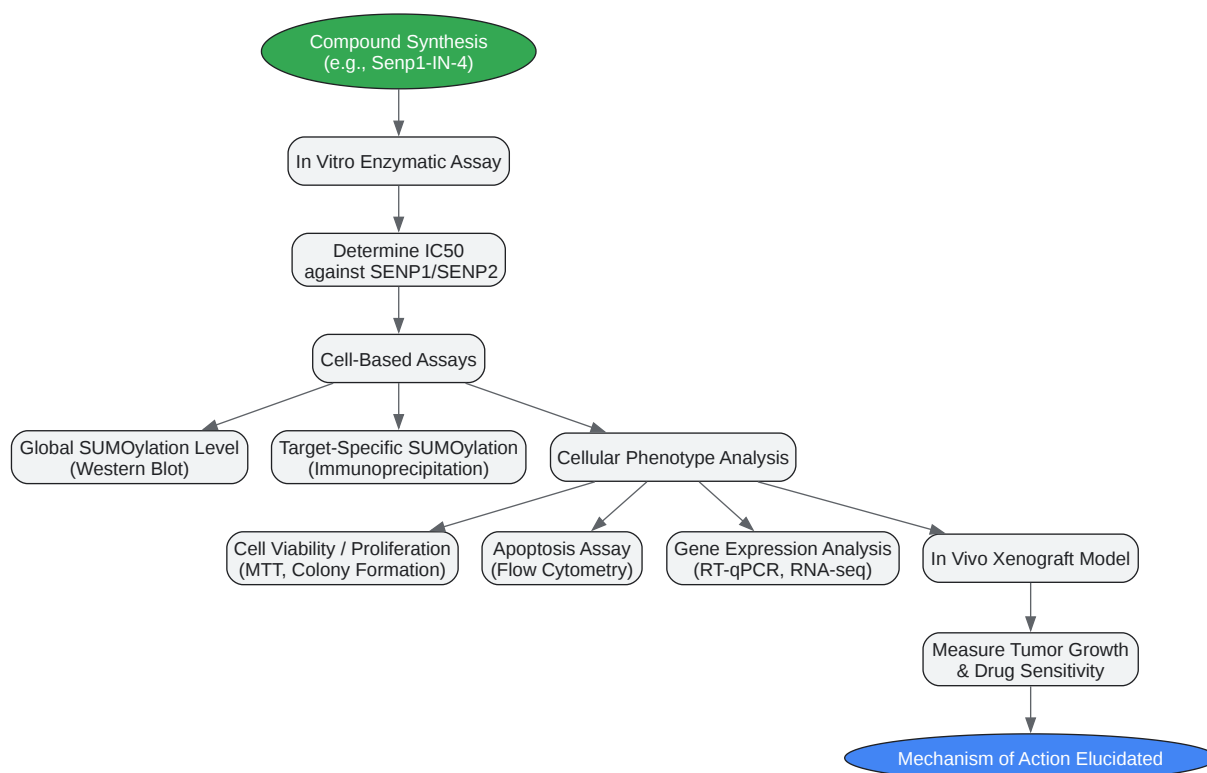 Compound Synthesis
(e.g., Senp1-IN-4)
In Vitro Enzymatic Assay
Determine IC50
against SENP1/SENP2
Cell-Based Assays
Global SUMOylation Level
(Western Blot)
Target-Specific SUMOylation
(Immunoprecipitation)
Cellular Phenotype Analysis
Cell Viability / Proliferation
(MTT, Colony Formation)
Apoptosis Assay
(Flow Cytometry)
Gene Expression Analysis
(RT-qPCR, RNA-seq)
In Vivo Xenograft Model
Measure Tumor Growth
& Drug Sensitivity
Mechanism of Action Elucidated